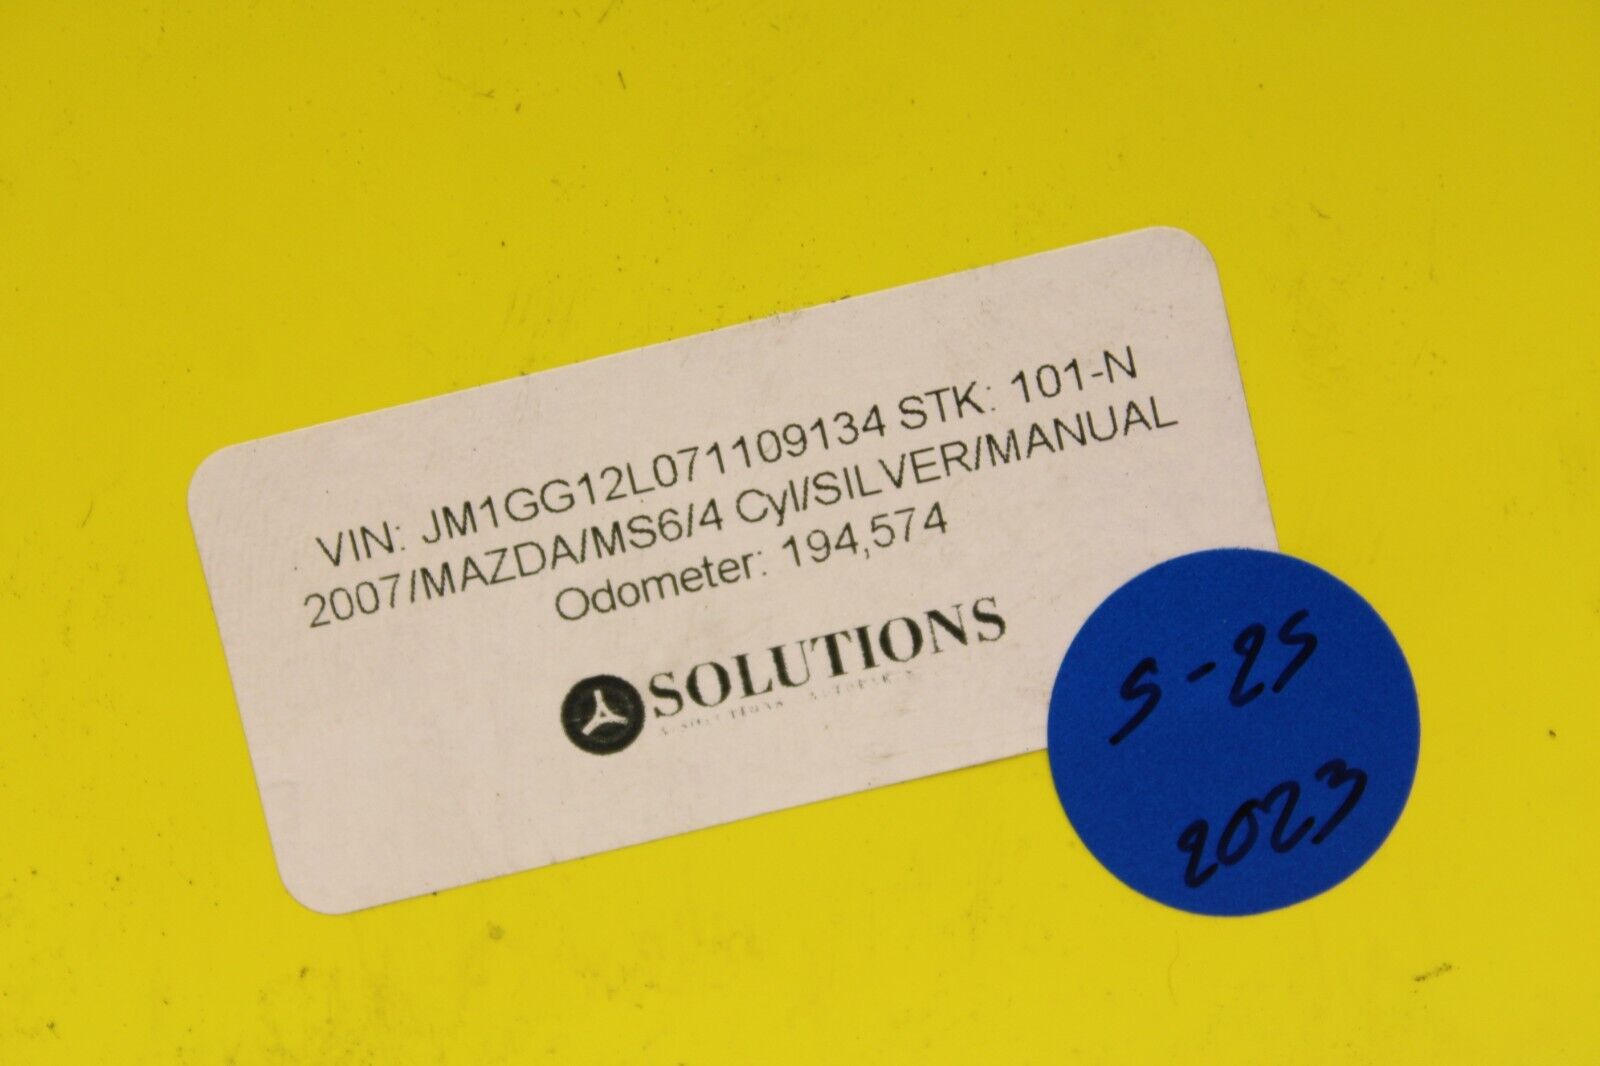 VIN: JM1GG12L071109134 STK: 101-N
2007/MAZDA/MS6/4 Cyl/SILVER/MANUAL
Odometer: 194,574
SOLUTIONS
5-25
2023